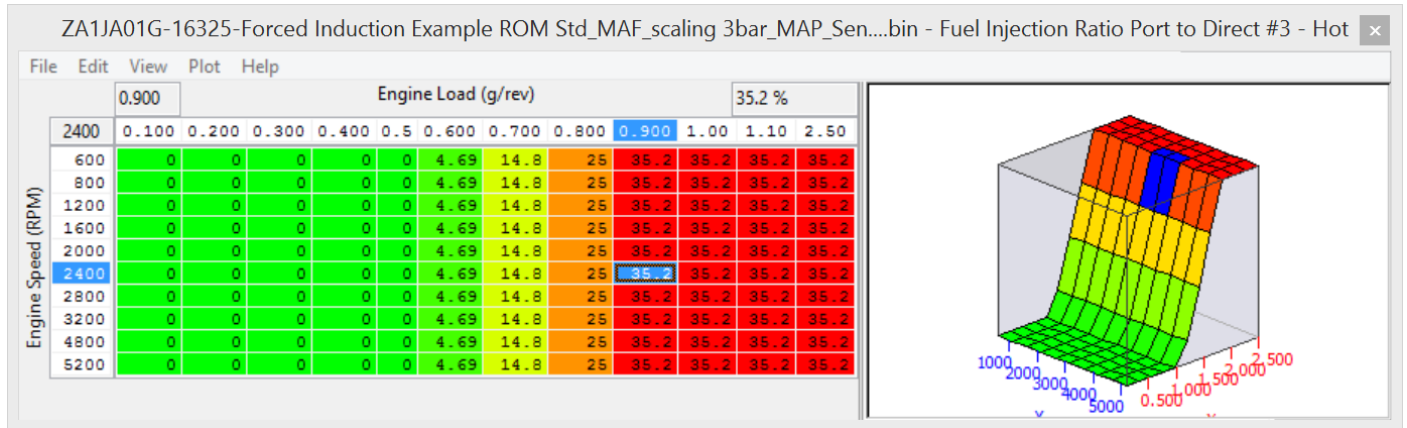 ZA1JA01G-16325-Forced Induction Example ROM Std_MAF_scaling 3bar_MAP_Sen....bin - Fuel Injection Ratio Port to Direct #3 - Hot x
File Edit View Plot Help
0.900 Engine Load (g/rev) 35.2 %
2400 0.100 0.200 0.300 0.400 0.5 0.600 0.700 0.800 0.900 1.00 1.10 2.50
Engine Speed (RPM)
600 0 0 0 0 0 4.69 14.8 25 35.2 35.2 35.2 35.2
800 0 0 0 0 0 4.69 14.8 25 35.2 35.2 35.2 35.2
1200 0 0 0 0 0 4.69 14.8 25 35.2 35.2 35.2 35.2
1600 0 0 0 0 0 4.69 14.8 25 35.2 35.2 35.2 35.2
2000 0 0 0 0 0 4.69 14.8 25 35.2 35.2 35.2 35.2
2400 0 0 0 0 0 4.69 14.8 25 35.2 35.2 35.2 35.2
2800 0 0 0 0 0 4.69 14.8 25 35.2 35.2 35.2 35.2
3200 0 0 0 0 0 4.69 14.8 25 35.2 35.2 35.2 35.2
4800 0 0 0 0 0 4.69 14.8 25 35.2 35.2 35.2 35.2
5200 0 0 0 0 0 4.69 14.8 25 35.2 35.2 35.2 35.2
1000 2000 3000 4000 5000
0.500 1.000 1.500 2.000 2.500